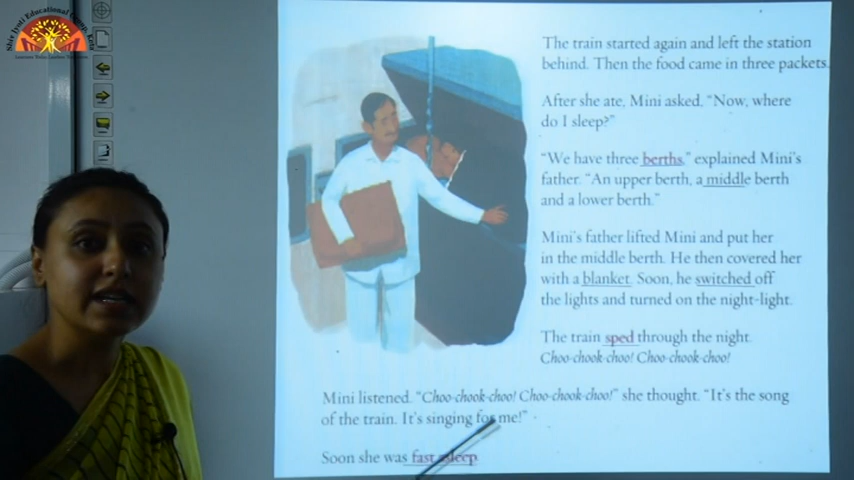 Shiv Jyoti Educational Group, Kota
The train started again and left the station
behind. Then the food came in three packets.
After she ate, Mini asked, "Now, where
do I sleep?"
"We have three berths," explained Mini's
father. "An upper berth, a middle berth
and a lower berth."
Mini's father lifted Mini and put her
in the middle berth. He then covered her
with a blanket. Soon, he switched off
the lights and turned on the night-light.
The train sped through the night.
Choo-chook-choo! Choo-chook-choo!
Mini listened. "Choo-chook-choo! Choo-chook-choo!" she thought. "It's the song
of the train. It's singing for me!"
Soon she was fast asleep.